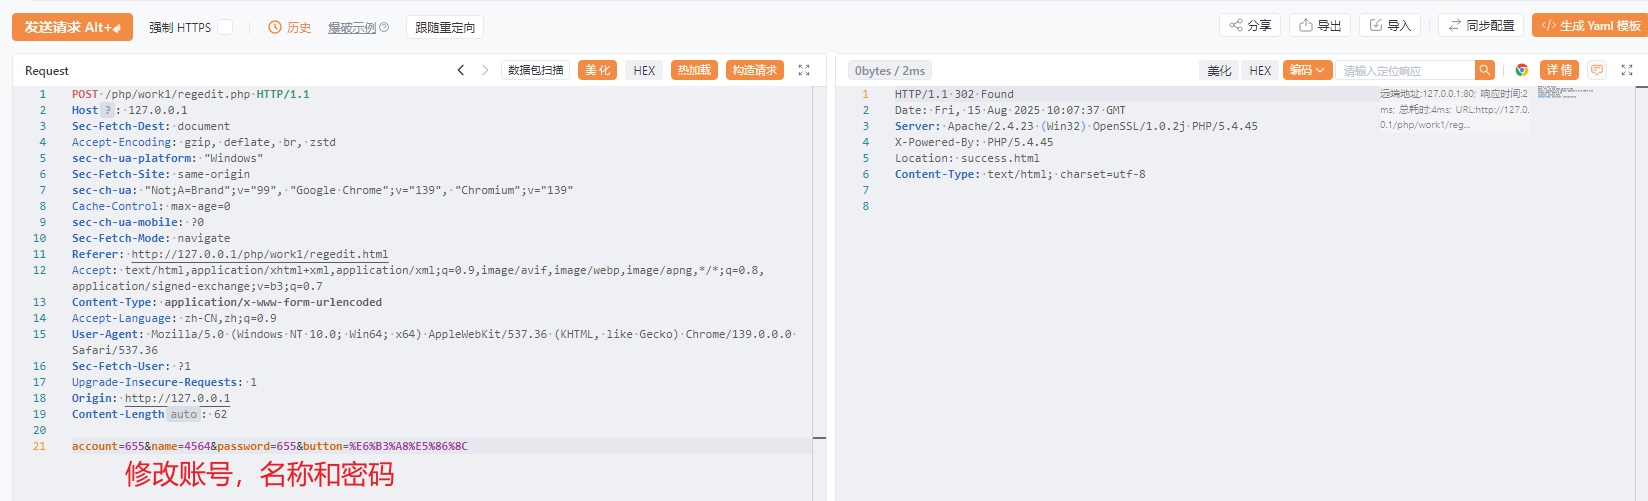 发送请求 Alt+
强制 HTTPS
历史
爆破示例
跟随重定向
分享
导出
导入
同步配置
生成 Yaml 模板
Request
数据包扫描
美化
HEX
热加载
构造请求
1 POST /php/work1/regedit.php HTTP/1.1
2 Host ? : 127.0.0.1
3 Sec-Fetch-Dest: document
4 Accept-Encoding: gzip, deflate, br, zstd
5 sec-ch-ua-platform: "Windows"
6 Sec-Fetch-Site: same-origin
7 sec-ch-ua: "Not;A=Brand";v="99", "Google Chrome";v="139", "Chromium";v="139"
8 Cache-Control: max-age=0
9 sec-ch-ua-mobile: ?0
10 Sec-Fetch-Mode: navigate
11 Referer: http://127.0.0.1/php/work1/regedit.html
12 Accept: text/html,application/xhtml+xml,application/xml;q=0.9,image/avif,image/webp,image/apng,*/*;q=0.8,
application/signed-exchange;v=b3;q=0.7
13 Content-Type: application/x-www-form-urlencoded
14 Accept-Language: zh-CN,zh;q=0.9
15 User-Agent: Mozilla/5.0 (Windows NT 10.0; Win64; x64) AppleWebKit/537.36 (KHTML, like Gecko) Chrome/139.0.0.0
Safari/537.36
16 Sec-Fetch-User: ?1
17 Upgrade-Insecure-Requests: 1
18 Origin: http://127.0.0.1
19 Content-Length auto : 62
20
21 account=655&name=4564&password=655&button=%E6%B3%A8%E5%86%8C
修改账号，名称和密码
0bytes / 2ms
美化
HEX
编码
请输入定位响应
详情
1 HTTP/1.1 302 Found
2 Date: Fri, 15 Aug 2025 10:07:37 GMT
3 Server: Apache/2.4.23 (Win32) OpenSSL/1.0.2j PHP/5.4.45
4 X-Powered-By: PHP/5.4.45
5 Location: success.html
6 Content-Type: text/html; charset=utf-8
7
8
远端地址:127.0.0.1:80; 响应时间:2
ms; 总耗时:4ms; URL:http://127.0.
0.1/php/work1/reg...